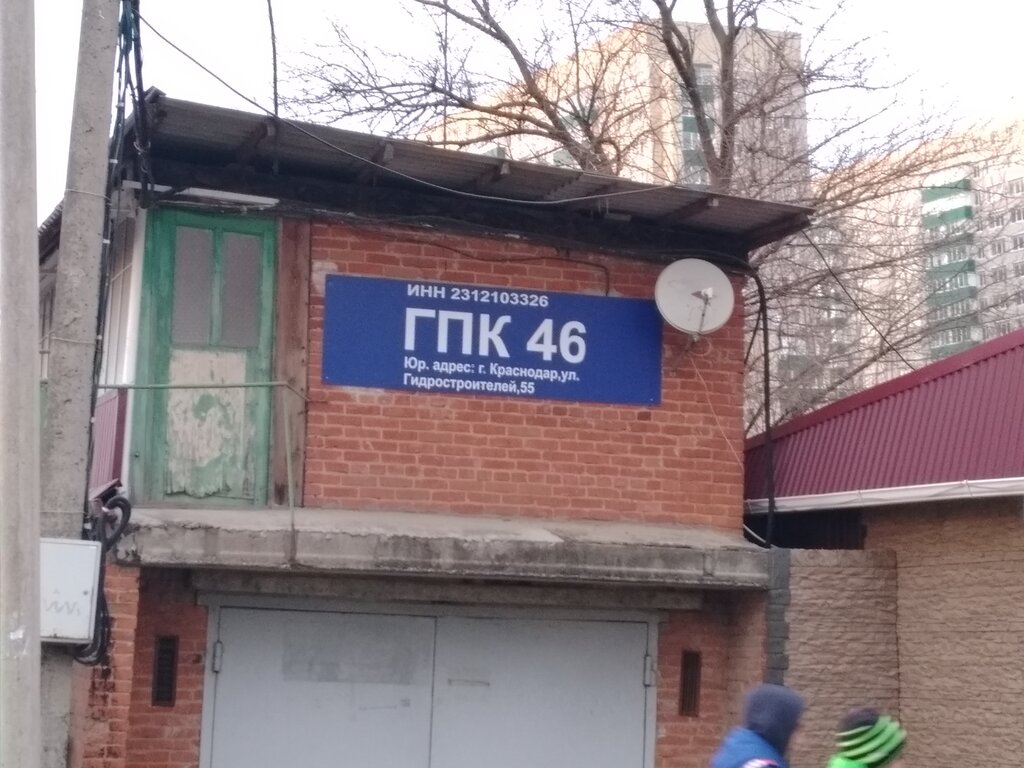 ИНН 2312103326
ГПК 46
Юр. адрес: г. Краснодар,ул.
Гидростроителей,55